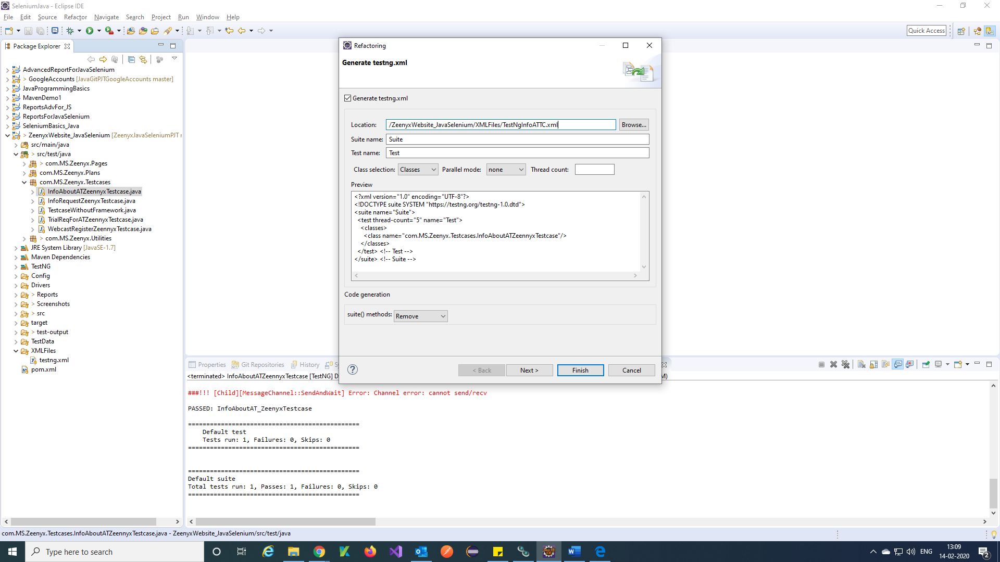 SeleniumJava - Eclipse IDE
File Edit Source Refactor Navigate Search Project Run Window Help
Quick Access
Package Explorer
AdvancedReportForJavaSelenium
> GoogleAccounts [JavaGitPJTGoogleAccounts master]
JavaProgrammingBasics
MavenDemo1
ReportsAdvFor_JS
ReportsForJavaSelenium
SeleniumBasics_Java
> ZeenyxWebsite_JavaSelenium [ZeenyxJavaSeleniumPJT
src/main/java
> src/test/java
> com.MS.Zeenyx.Pages
com.MS.Zeenyx.Plans
com.MS.Zeenyx.Testcases
InfoAboutATZeennyxTestcase.java
InfoRequestZeenyxTestcase.java
TestcaseWithoutFramework.java
TrialReqForATZeennyxTestcase.java
WebcastRegisterZeennyxTestcase.java
> com.MS.Zeenyx.Utilities
JRE System Library [JavaSE-1.7]
Maven Dependencies
TestNG
Config
Drivers
> Reports
> Screenshots
> src
target
> test-output
TestData
XMLFiles
testng.xml
pom.xml
Refactoring
Generate testng.xml
Generate testng.xml
Location: /ZeenyxWebsite_JavaSelenium/XMLFiles/TestNgInfoATTC.xml Browse...
Suite name: Suite
Test name: Test
Class selection: Classes Parallel mode: none Thread count:
Preview
<?xml version="1.0" encoding="UTF-8"?>
<!DOCTYPE suite SYSTEM "https://testng.org/testng-1.0.dtd">
<suite name="Suite">
<test thread-count="5" name="Test">
<classes>
<class name="com.MS.Zeenyx.Testcases.InfoAboutATZeennyxTestcase"/>
</classes>
</test> <!-- Test -->
</suite> <!-- Suite -->
Code generation
suite() methods: Remove
< Back Next > Finish Cancel
Properties Git Repositories History
<terminated> InfoAboutATZeennyxTestcase [TestNG]
###!!! [Child][MessageChannel::SendAndWait] Error: Channel error: cannot send/recv
PASSED: InfoAboutAT_ZeenyxTestcase
===============================================
Default test
Tests run: 1, Failures: 0, Skips: 0
===============================================
===============================================
Default suite
Total tests run: 1, Passes: 1, Failures: 0, Skips: 0
===============================================
com.MS.Zeenyx.Testcases.InfoAboutATZeennyxTestcase.java - ZeenyxWebsite_JavaSelenium/src/test/java
Type here to search
ENG
13:09
14-02-2020
2